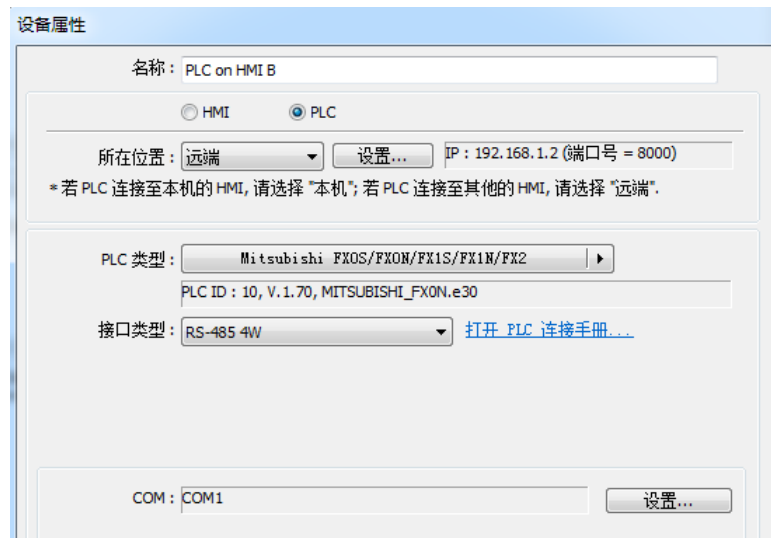 设备属性
名称： PLC on HMI B
HMI PLC
所在位置： 远端 设置... IP : 192.168.1.2 (端口号 = 8000)
*若 PLC 连接至本机的 HMI, 请选择 "本机"; 若 PLC 连接至其他的 HMI, 请选择 "远端".
PLC 类型： Mitsubishi FX0S/FX0N/FX1S/FX1N/FX2
PLC ID : 10, V.1.70, MITSUBISHI_FX0N.e30
接口类型： RS-485 4W 打开 PLC 连接手册...
COM : COM1 设置...